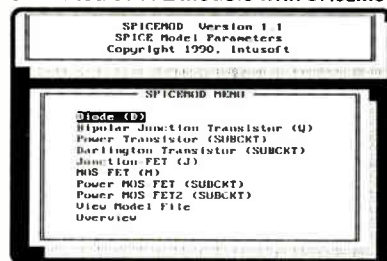 SPICEMOD Version 1.1
SPICE Model Parameters
Copyright 1990, Intusoft
SPICEMOD MENU
Diode (D)
Bipolar Junction Transistor (Q)
Power Transistor (SUBCKT)
Darlington Transistor (SUBCKT)
Junction FET (J)
MOS FET (M)
Power MOS FET (SUBCKT)
Power MOS FET2 (SUBCKT)
View Model File
Overview